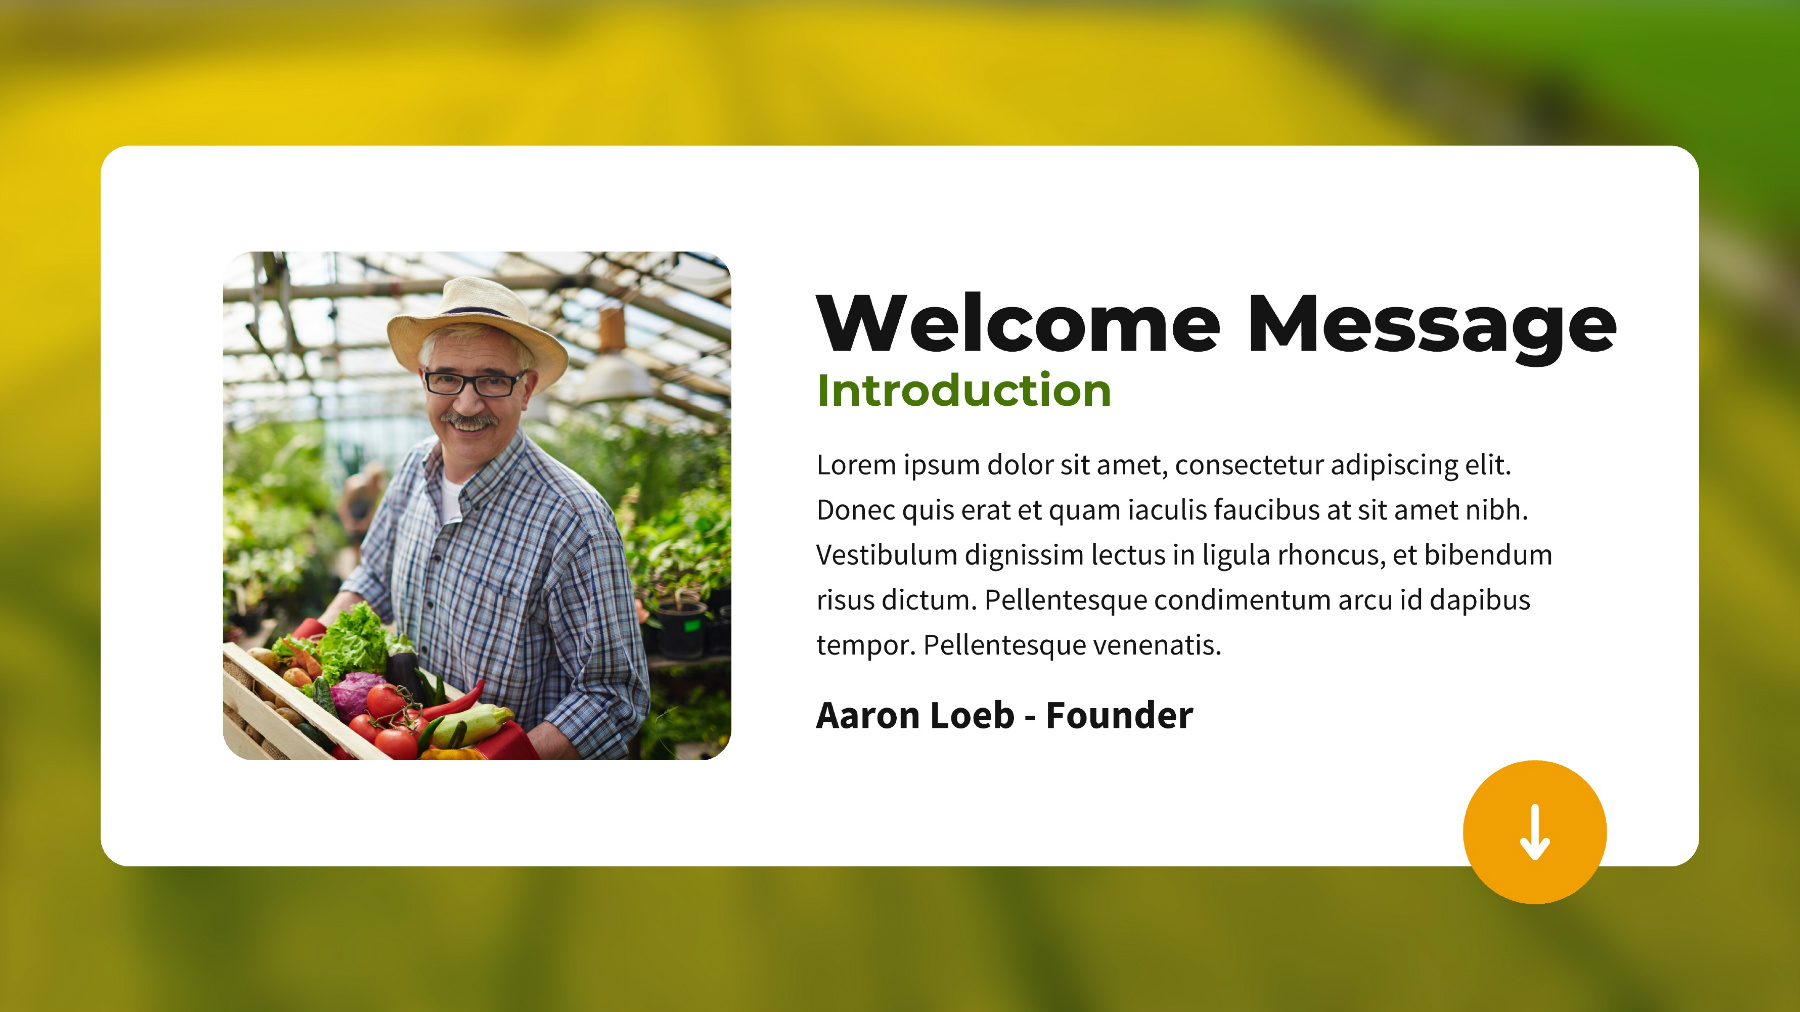 Welcome Message
Introduction
Lorem ipsum dolor sit amet, consectetur adipiscing elit.
Donec quis erat et quam iaculis faucibus at sit amet nibh.
Vestibulum dignissim lectus in ligula rhoncus, et bibendum
risus dictum. Pellentesque condimentum arcu id dapibus
tempor. Pellentesque venenatis.
Aaron Loeb - Founder